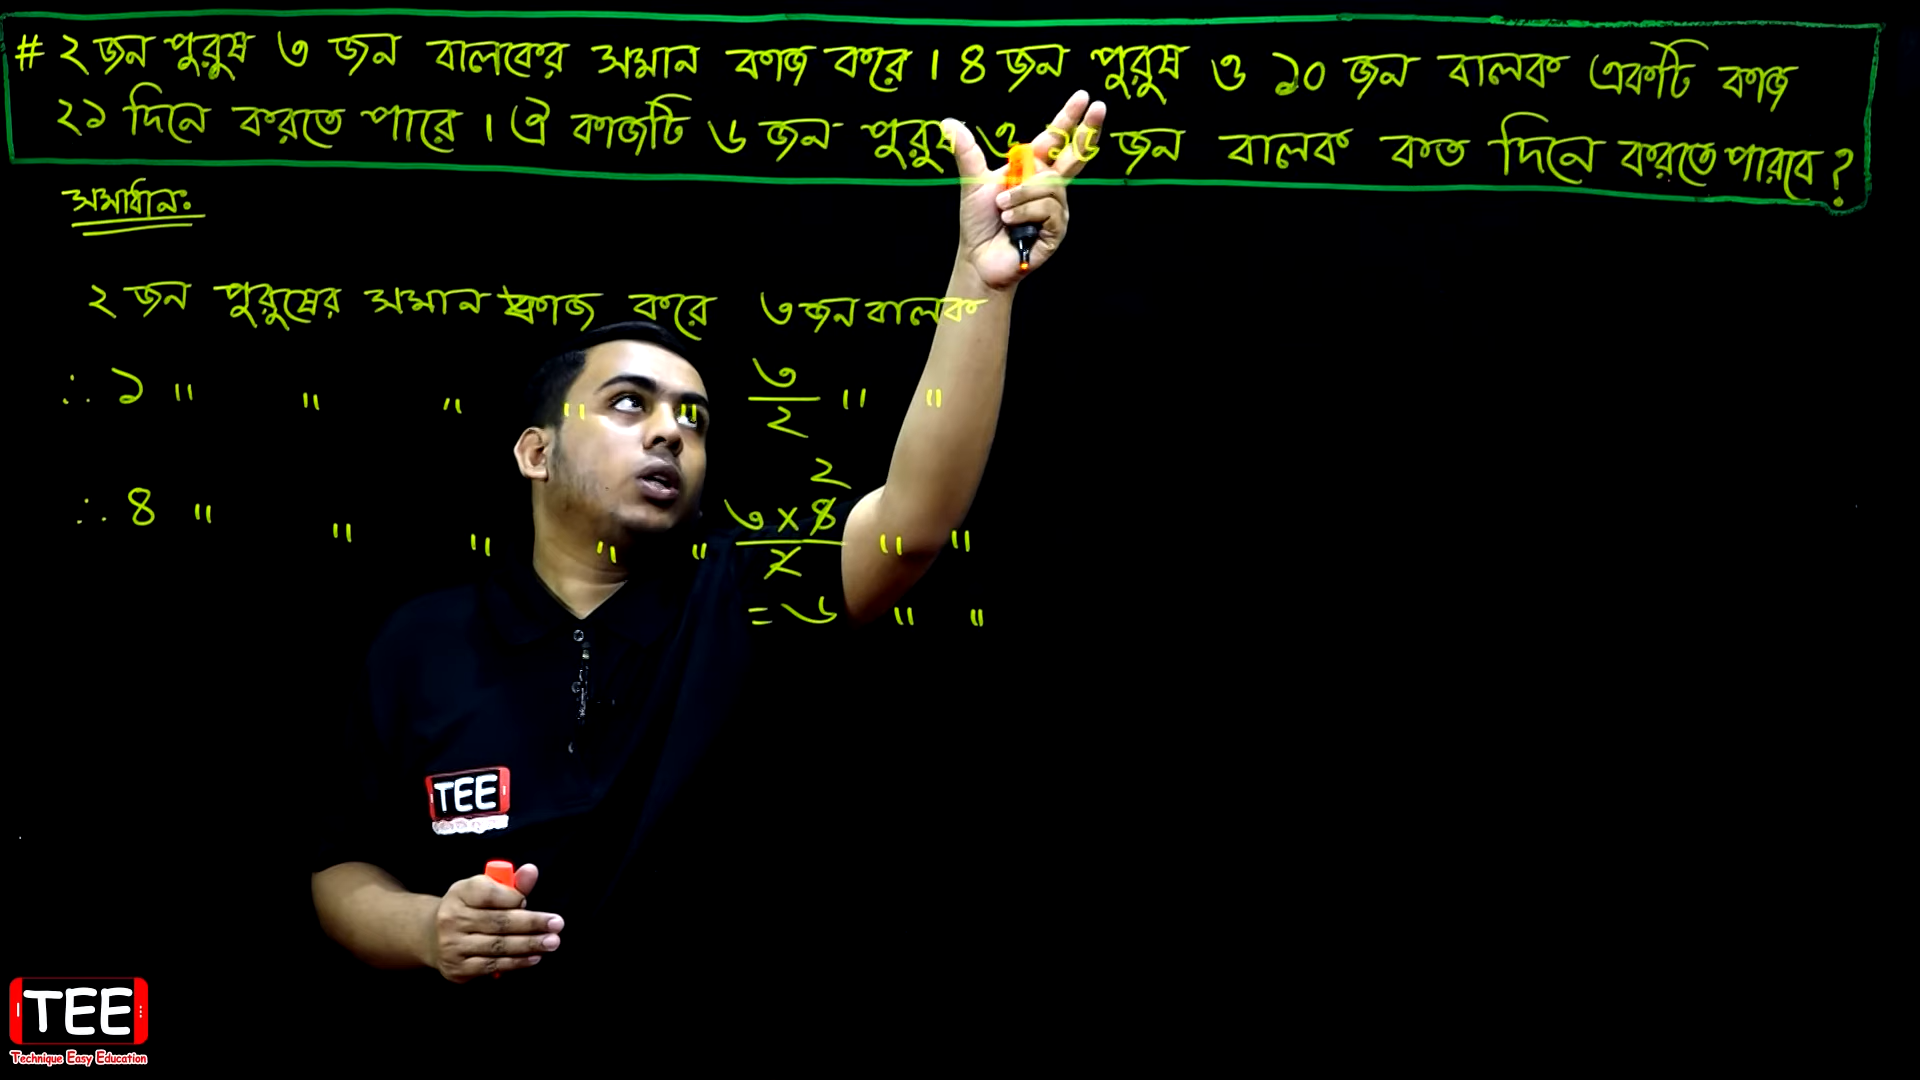 # ২ জন পুরুষ ৩ জন বালকের সমান কাজ করে । ৪ জন পুরুষ ও ১০ জন বালক একটি কাজ
২১ দিনে করতে পারে । ঐ কাজটি ৬ জন পুরুষ ও ১৬ জন বালক কত দিনে করতে পারবে ?
সমাধানঃ
২ জন পুরুষের সমান কাজ করে ৩ জন বালক
∴ ১ " " " " " ৩/২ " "
∴ ৪ " " " " " ৩×৪/২ " "
২
= ৬ " "
TEE
TEE
Technique Easy Education